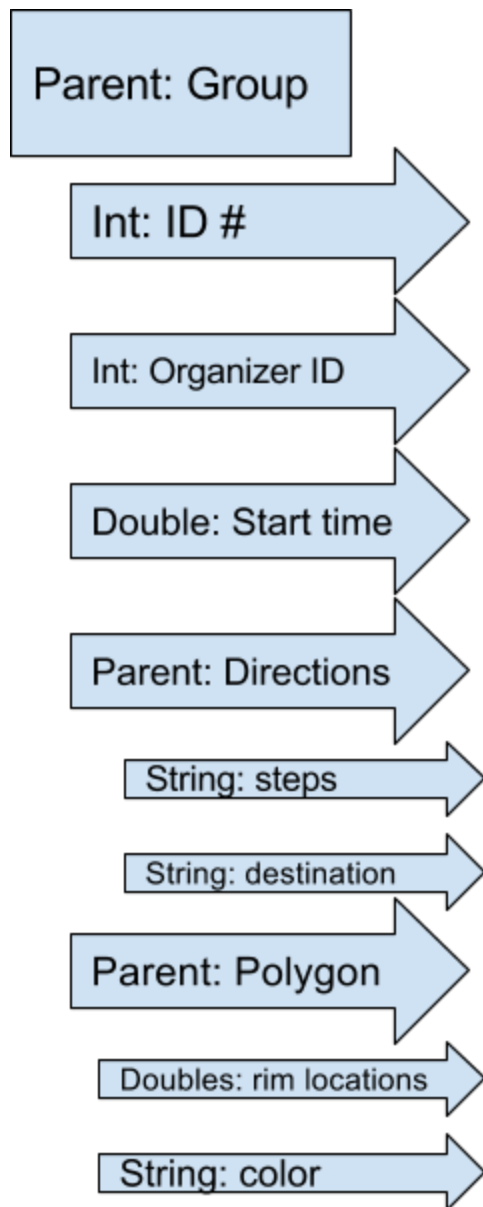 Parent: Group
Int: ID #
Int: Organizer ID
Double: Start time
Parent: Directions
String: steps
String: destination
Parent: Polygon
Doubles: rim locations
String: color